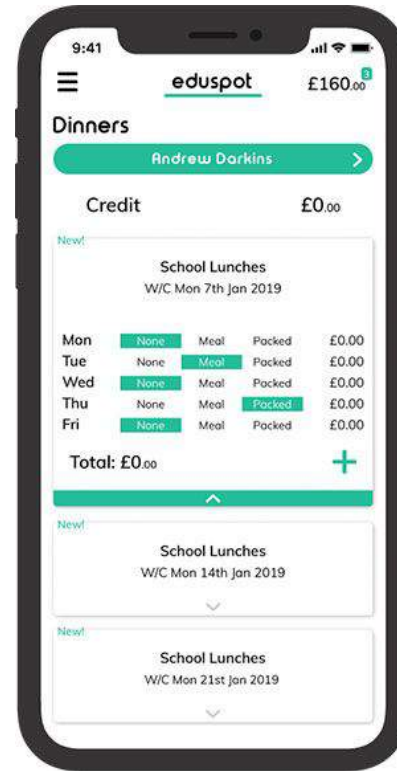 9:41
eduspot £160.00 3
Dinners
Andrew Darkins
Credit £0.00
New!
School Lunches
W/C Mon 7th Jan 2019
Mon None Meal Packed £0.00
Tue None Meal Packed £0.00
Wed None Meal Packed £0.00
Thu None Meal Packed £0.00
Fri None Meal Packed £0.00
Total: £0.00 +
New!
School Lunches
W/C Mon 14th Jan 2019
New!
School Lunches
W/C Mon 21st Jan 2019